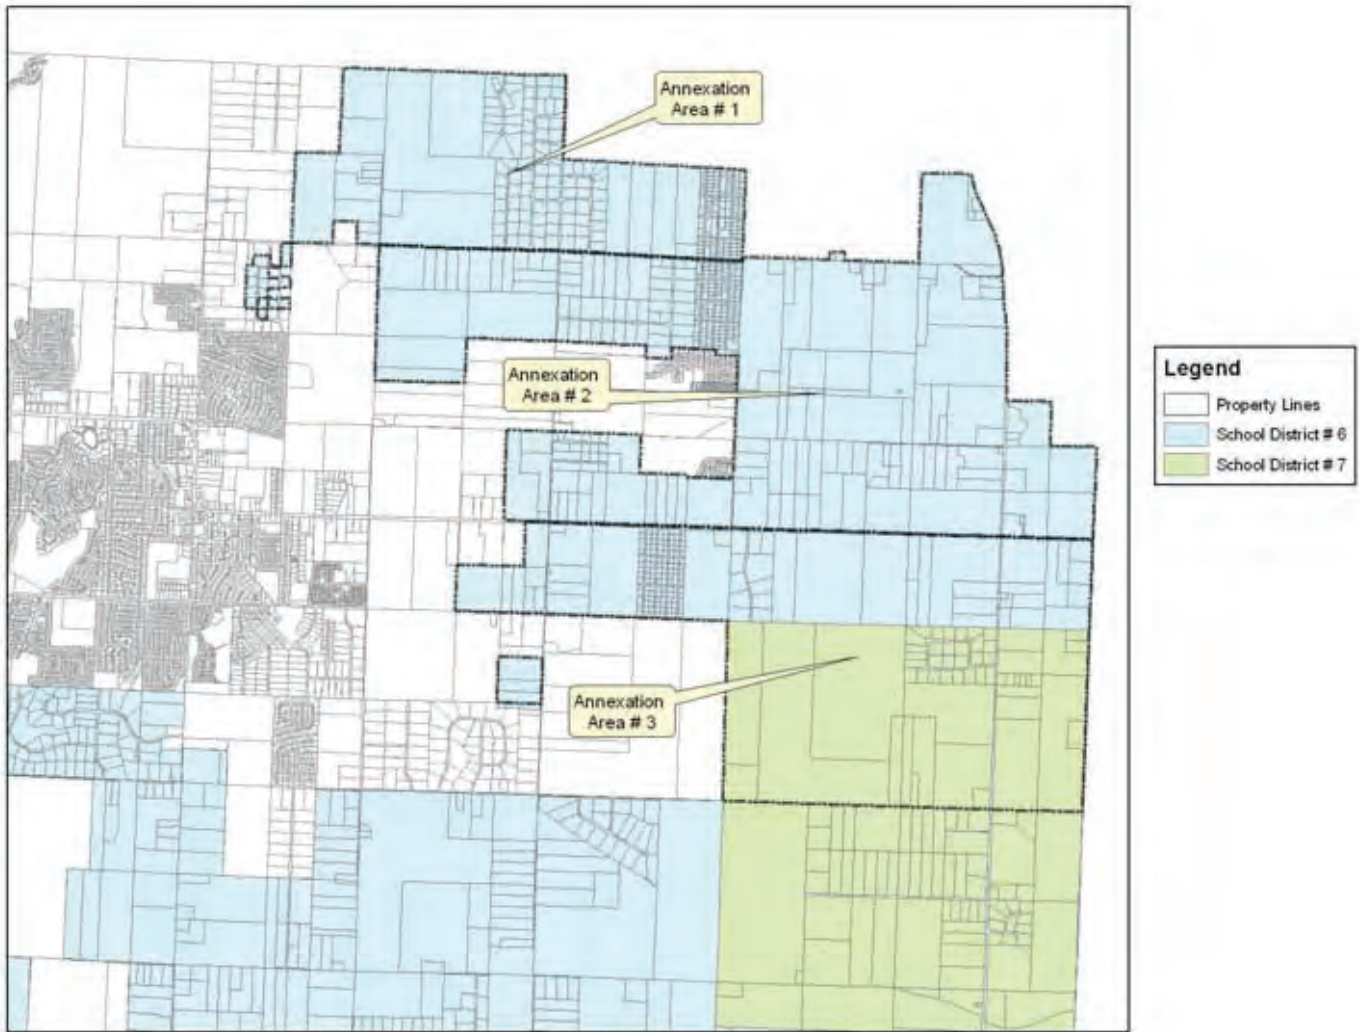 Annexation
Area # 1
Annexation
Area # 2
Annexation
Area # 3
Legend
Property Lines
School District # 6
School District # 7